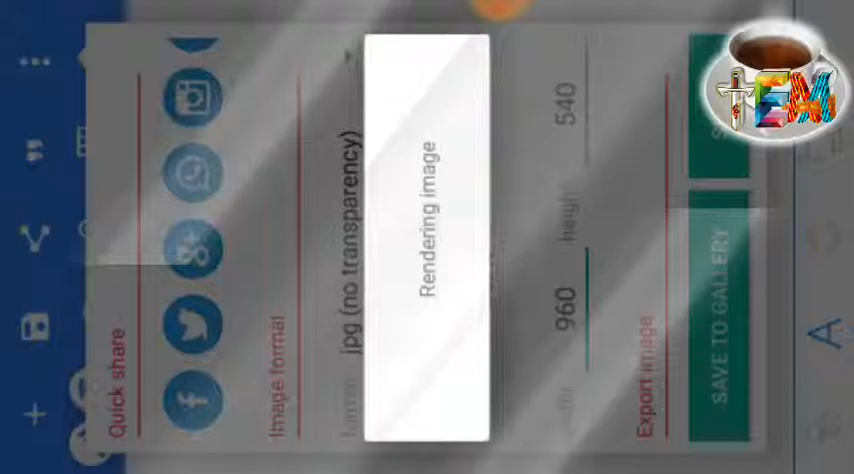 Quick share
Image format
jpg (no transparency)
Rendering image
960
540
Export image
SAVE TO GALLERY